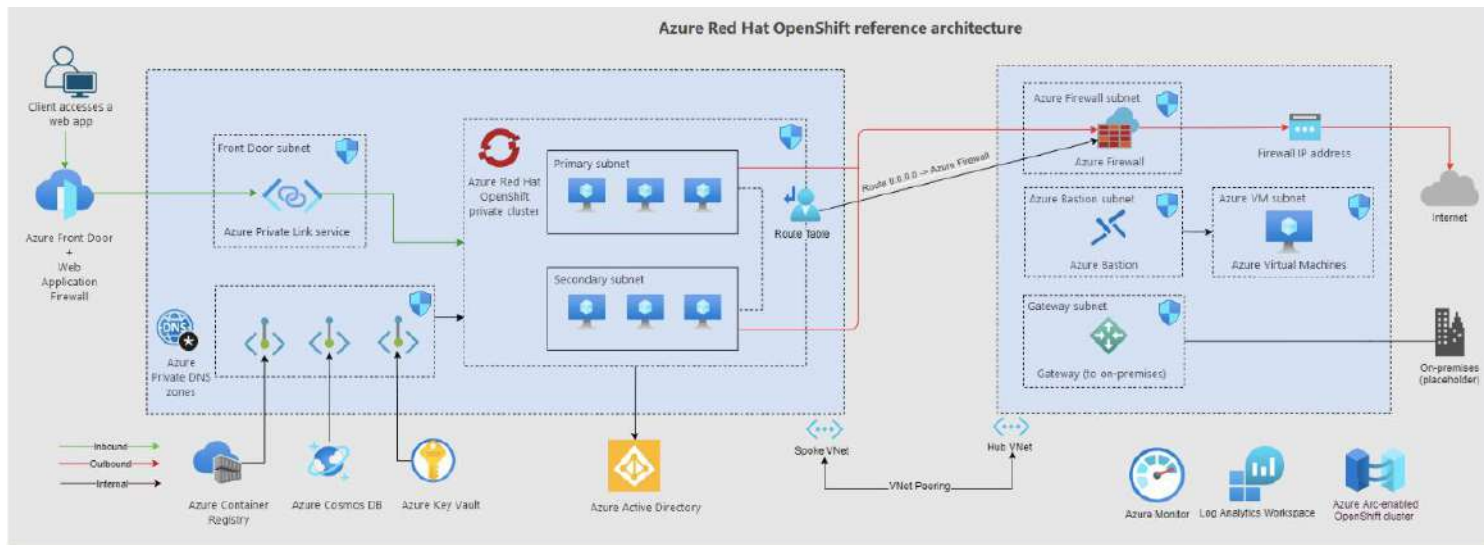 Azure Red Hat OpenShift reference architecture
Client accesses a
web app
Azure Front Door
+
Web
Application
Firewall
Front Door subnet
Azure Private Link service
DNS
Azure
Private DNS
zones
Azure Red Hat
OpenShift
private cluster
Primary subnet
Secondary subnet
Route Table
Route 0.0.0.0 -> Azure Firewall
Azure Firewall subnet
Azure Firewall
Firewall IP address
Internet
Azure Bastion subnet
Azure Bastion
Azure VM subnet
Azure Virtual Machines
Gateway subnet
Gateway (to on-premises)
On-premises
(placeholder)
Inbound
Outbound
Internal
Azure Container
Registry
Azure Cosmos DB
Azure Key Vault
Azure Active Directory
Spoke VNet
Hub VNet
VNet Peering
Azure Monitor
Log Analytics Workspace
Azure Arc-enabled
OpenShift cluster